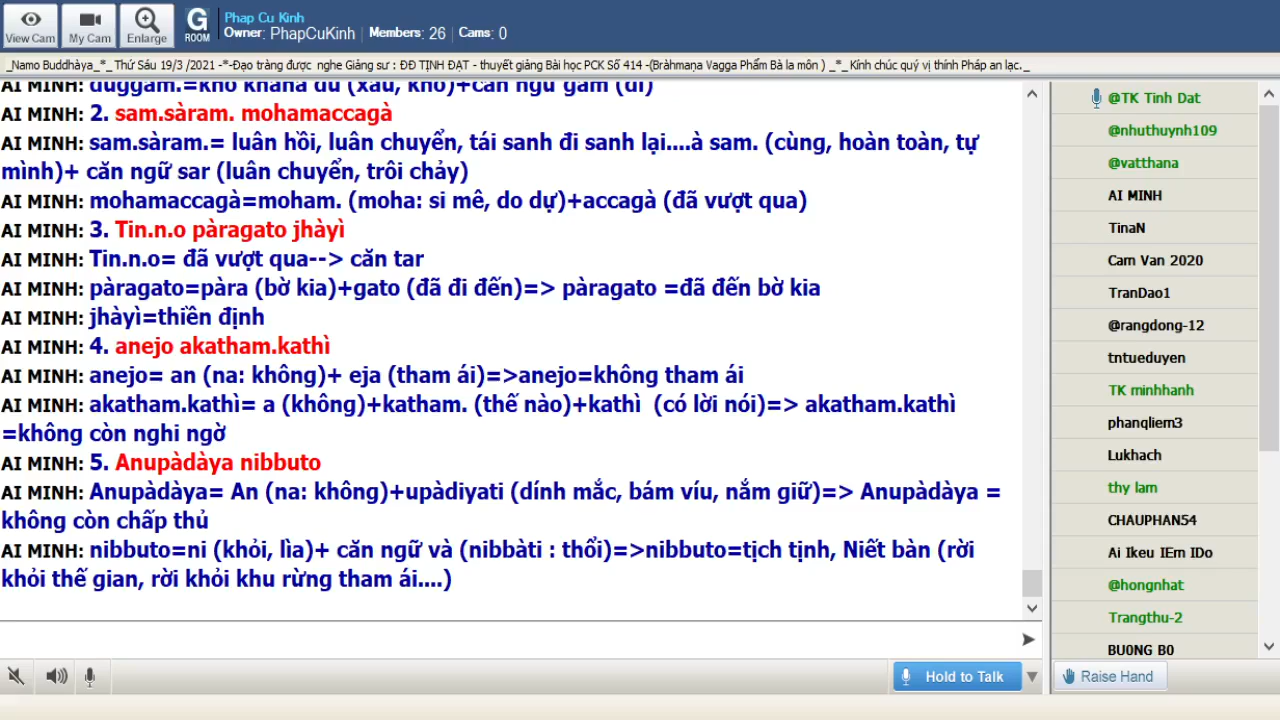 View Cam
My Cam
Enlarge
G
ROOM
Phap Cu Kinh
Owner: PhapCuKinh | Members: 26 | Cams: 0
_Namo Buddhàya_*_ Thứ Sáu 19/3 /2021 -*-Đạo tràng được nghe Giảng sư : ĐĐ TỊNH ĐẠT - thuyết giảng Bài học PCK Số 414 -(Bràhmaṇa Vagga Phẩm Bà la môn ) _*_ Kính chúc quý vị thính Pháp an lạc._
AI MINH: duggam.=khó khăna du (xấu, khó)+căn ngữ gam (đi)
AI MINH: 2. sam.sàram. mohamaccagà
AI MINH: sam.sàram.= luân hồi, luân chuyển, tái sanh đi sanh lại....à sam. (cùng, hoàn toàn, tự
mình)+ căn ngữ sar (luân chuyển, trôi chảy)
AI MINH: mohamaccagà=moham. (moha: si mê, do dự)+accagà (đã vượt qua)
AI MINH: 3. Tin.n.o pàragato jhàyì
AI MINH: Tin.n.o= đã vượt qua--> căn tar
AI MINH: pàragato=pàra (bờ kia)+gato (đã đi đến)=> pàragato =đã đến bờ kia
AI MINH: jhàyì=thiền định
AI MINH: 4. anejo akatham.kathì
AI MINH: anejo= an (na: không)+ eja (tham ái)=>anejo=không tham ái
AI MINH: akatham.kathì= a (không)+katham. (thế nào)+kathì (có lời nói)=> akatham.kathì
=không còn nghi ngờ
AI MINH: 5. Anupàdàya nibbuto
AI MINH: Anupàdàya= An (na: không)+upàdiyati (dính mắc, bám víu, nắm giữ)=> Anupàdàya =
không còn chấp thủ
AI MINH: nibbuto=ni (khỏi, lìa)+ căn ngữ và (nibbàti : thổi)=>nibbuto=tịch tịnh, Niết bàn (rời
khỏi thế gian, rời khỏi khu rừng tham ái....)
@TK Tinh Dat
@nhuthuynh109
@vatthana
AI MINH
TinaN
Cam Van 2020
TranDao1
@rangdong-12
tntueduyen
TK minhhanh
phanqliem3
Lukhach
thy lam
CHAUPHAN54
Ai Ikeu IEm IDo
@hongnhat
Trangthu-2
BU0NG B0
Hold to Talk
Raise Hand